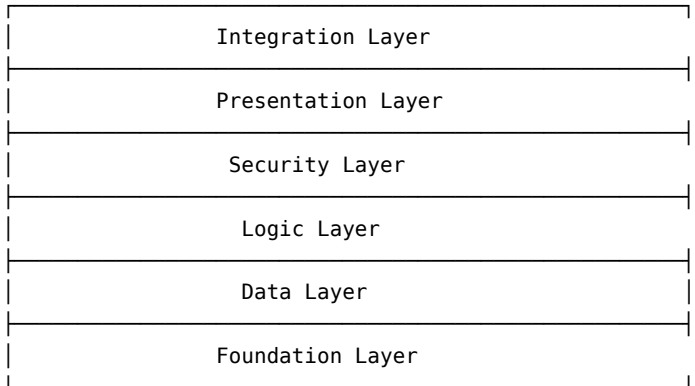 Integration Layer
Presentation Layer
Security Layer
Logic Layer
Data Layer
Foundation Layer